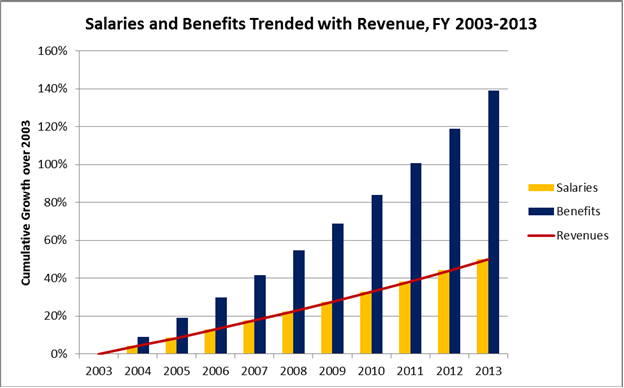 Salaries and Benefits Trended with Revenue, FY 2003-2013
160%
140%
120%
100%
80%
60%
40%
20%
0%
Cumulative Growth over 2003
2003 2004 2005 2006 2007 2008 2009 2010 2011 2012 2013
Salaries
Benefits
Revenues